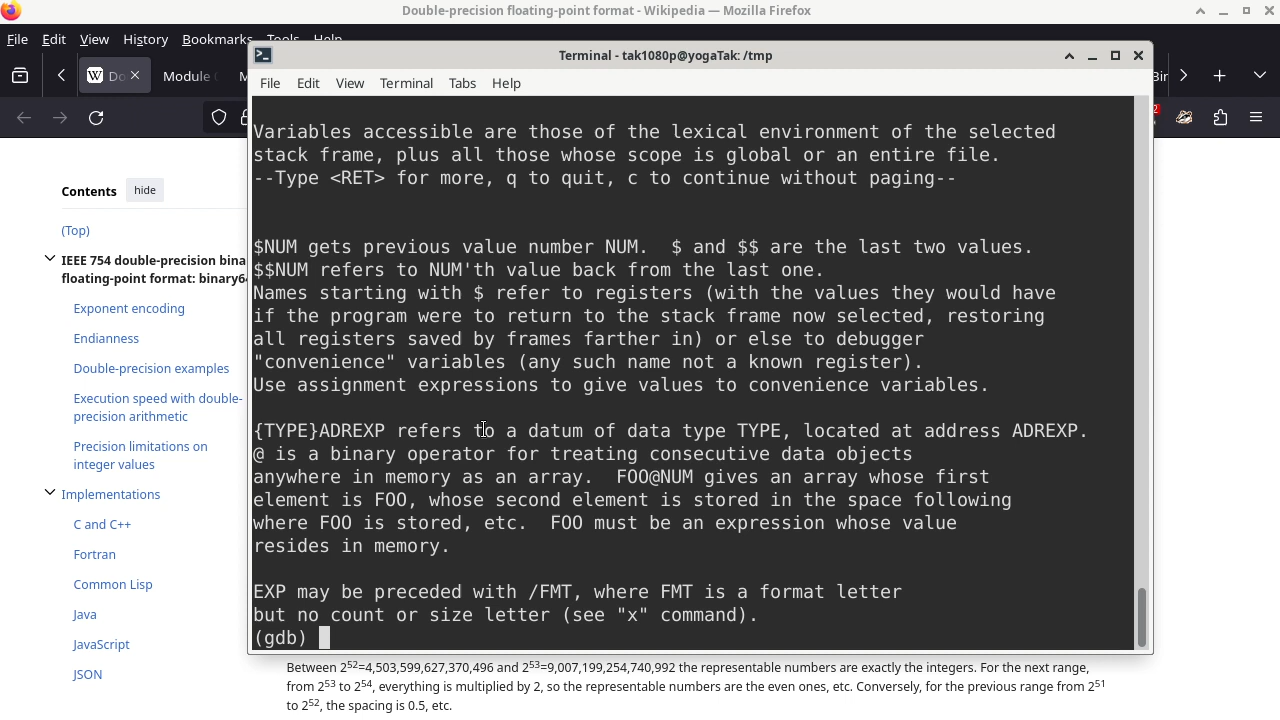 Double-precision floating-point format - Wikipedia — Mozilla Firefox
File Edit View History Bookmarks Tools Help
Do
Module
Terminal - tak1080p@yogaTak: /tmp
File Edit View Terminal Tabs Help
Variables accessible are those of the lexical environment of the selected
stack frame, plus all those whose scope is global or an entire file.
--Type <RET> for more, q to quit, c to continue without paging--
$NUM gets previous value number NUM.  $ and $$ are the last two values.
$$NUM refers to NUM'th value back from the last one.
Names starting with $ refer to registers (with the values they would have
if the program were to return to the stack frame now selected, restoring
all registers saved by frames farther in) or else to debugger
"convenience" variables (any such name not a known register).
Use assignment expressions to give values to convenience variables.
{TYPE}ADREXP refers to a datum of data type TYPE, located at address ADREXP.
@ is a binary operator for treating consecutive data objects
anywhere in memory as an array.  FOO@NUM gives an array whose first
element is FOO, whose second element is stored in the space following
where FOO is stored, etc.  FOO must be an expression whose value
resides in memory.
EXP may be preceded with /FMT, where FMT is a format letter
but no count or size letter (see "x" command).
(gdb)
Contents hide
(Top)
IEEE 754 double-precision bina
floating-point format: binary6
Exponent encoding
Endianness
Double-precision examples
Execution speed with double-
precision arithmetic
Precision limitations on
integer values
Implementations
C and C++
Fortran
Common Lisp
Java
JavaScript
JSON
Between 2⁵²=4,503,599,627,370,496 and 2⁵³=9,007,199,254,740,992 the representable numbers are exactly the integers. For the next range,
from 2⁵³ to 2⁵⁴, everything is multiplied by 2, so the representable numbers are the even ones, etc. Conversely, for the previous range from 2⁵¹
to 2⁵², the spacing is 0.5, etc.